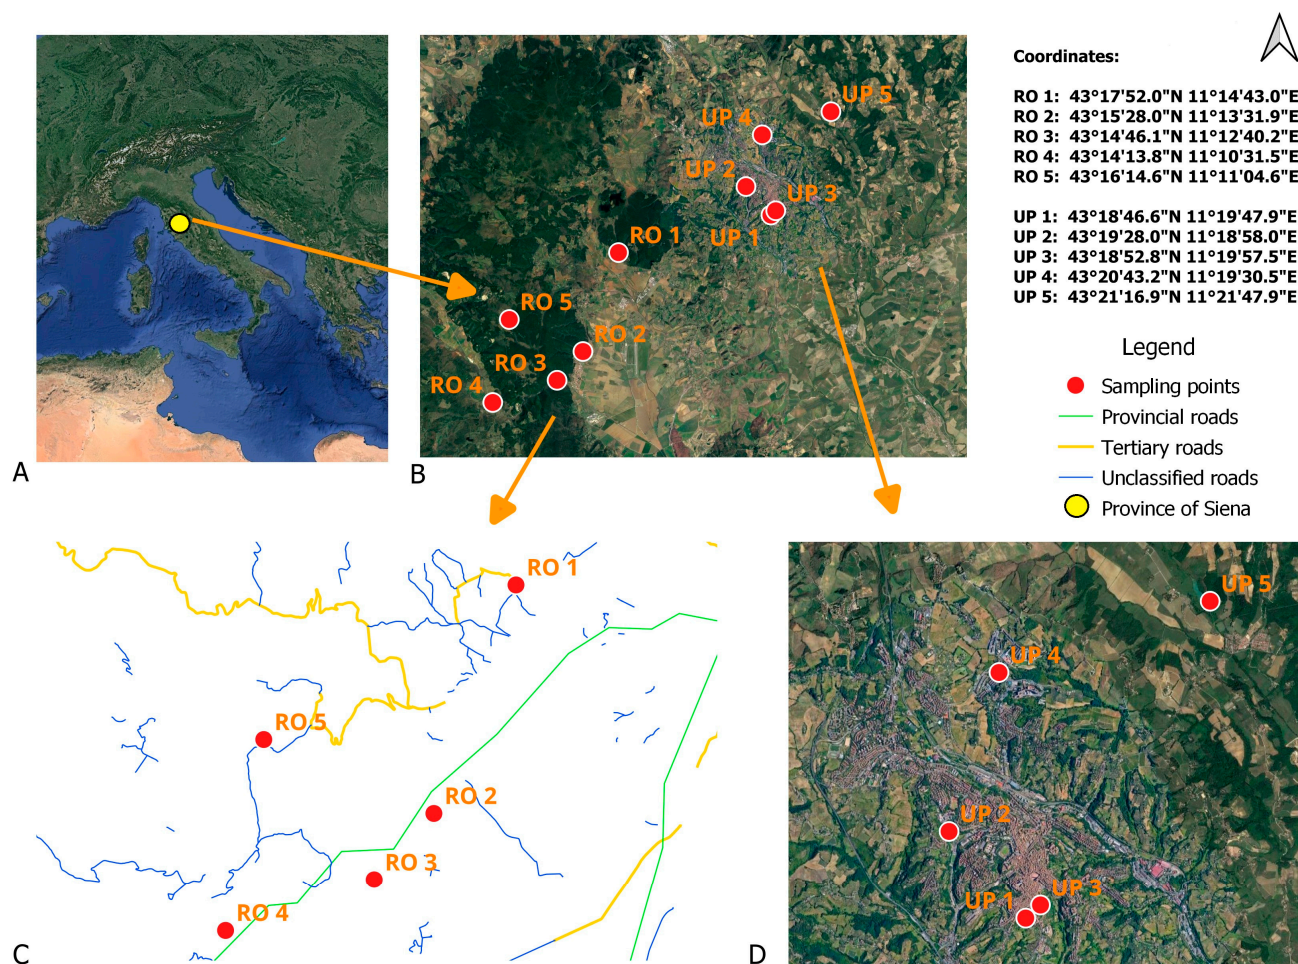 Coordinates:
RO 1: 43°17'52.0"N 11°14'43.0"E
RO 2: 43°15'28.0"N 11°13'31.9"E
RO 3: 43°14'46.1"N 11°12'40.2"E
RO 4: 43°14'13.8"N 11°10'31.5"E
RO 5: 43°16'14.6"N 11°11'04.6"E
UP 1: 43°18'46.6"N 11°19'47.9"E
UP 2: 43°19'28.0"N 11°18'58.0"E
UP 3: 43°18'52.8"N 11°19'57.5"E
UP 4: 43°20'43.2"N 11°19'30.5"E
UP 5: 43°21'16.9"N 11°21'47.9"E
Legend
Sampling points
Provincial roads
Tertiary roads
Unclassified roads
Province of Siena
A
UP 5
UP 4
UP 2
UP 3
UP 1
RO 1
RO 5
RO 2
RO 3
RO 4
B
RO 1
RO 5
RO 2
RO 3
RO 4
C
UP 5
UP 4
UP 2
UP 3
UP 1
D